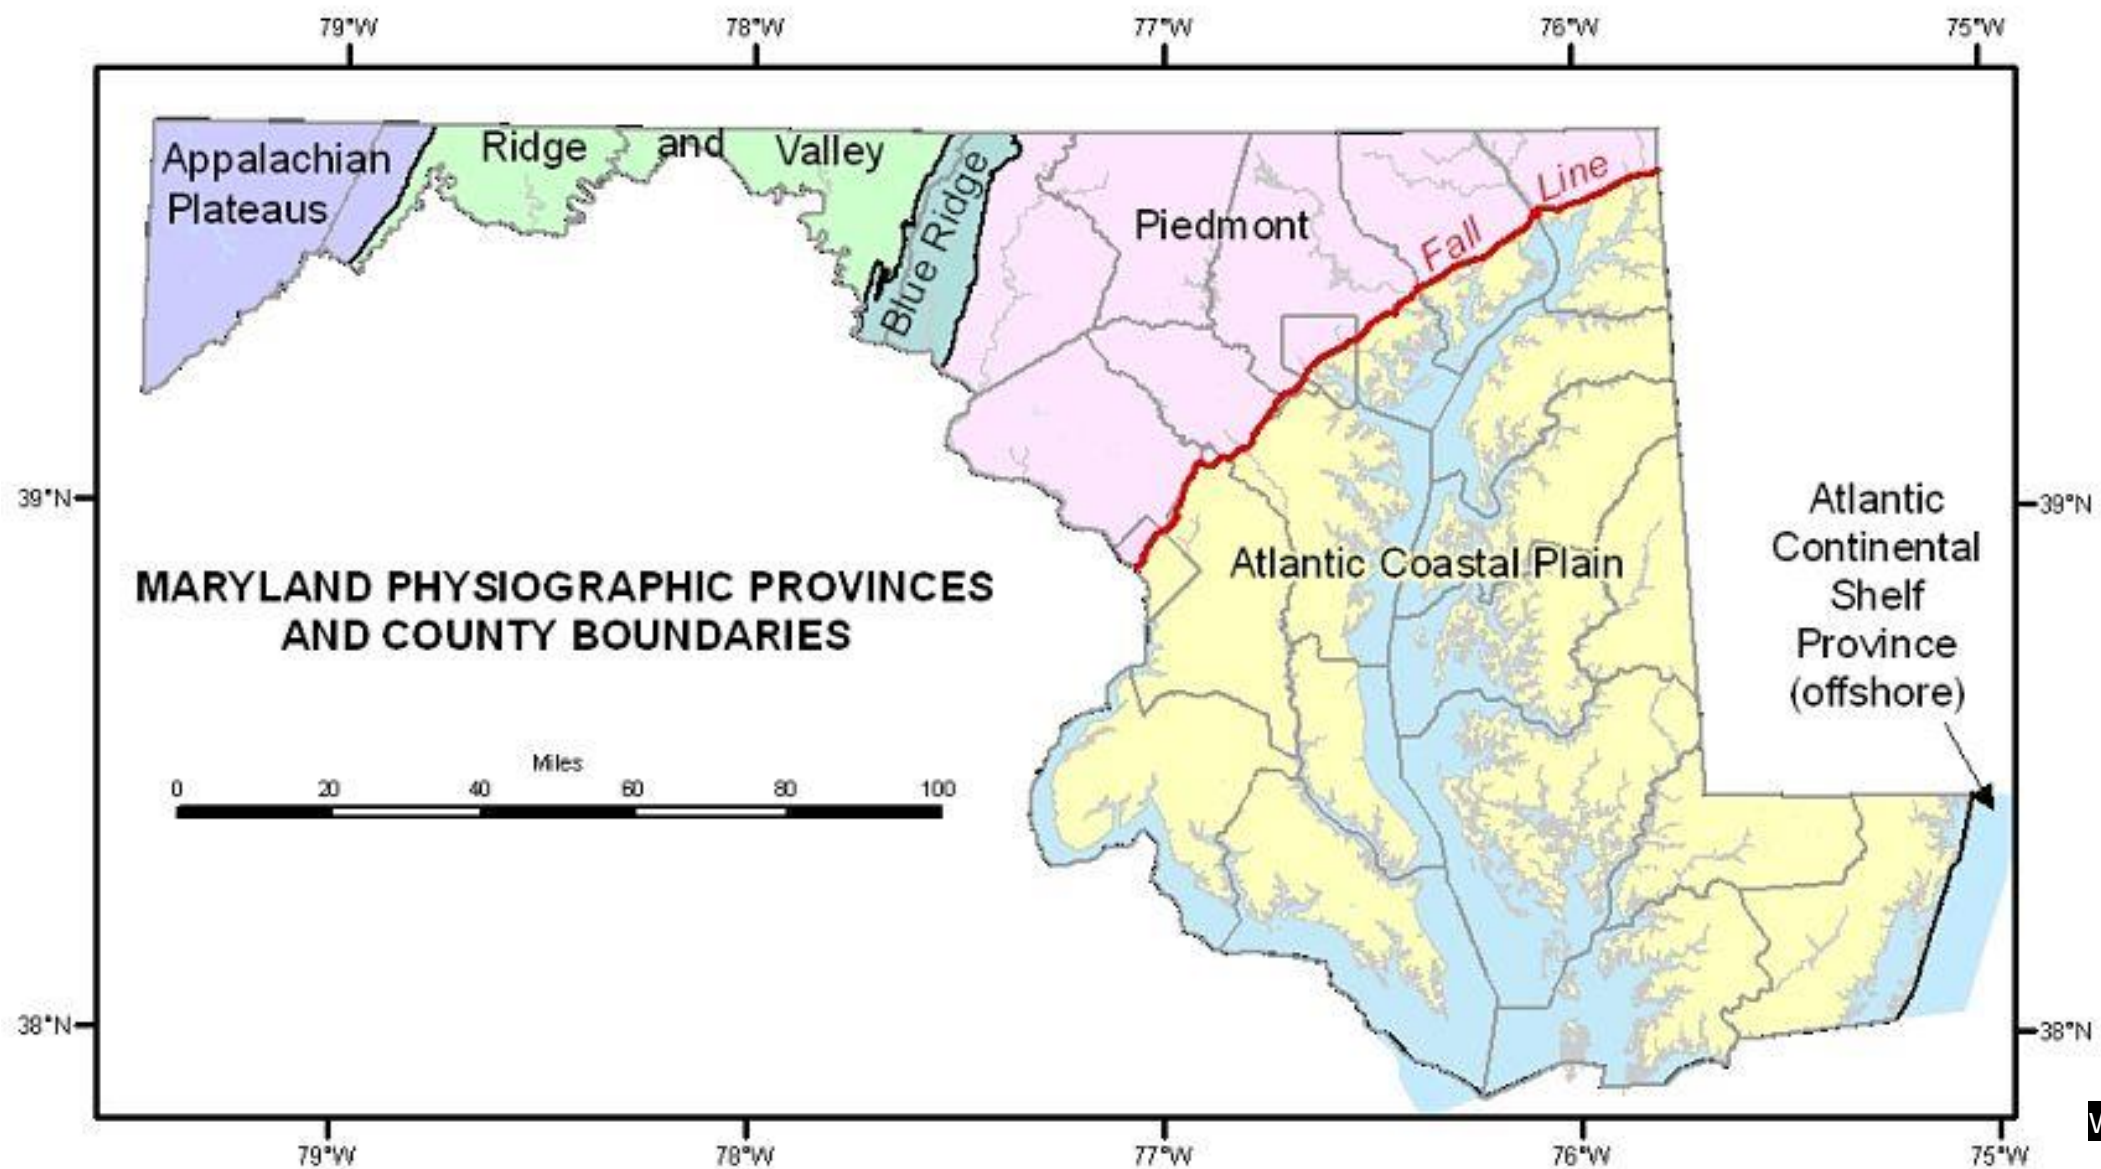 79°W 78°W 77°W 76°W 75°W
Appalachian
Plateaus
Ridge and Valley
Blue Ridge
Piedmont
Fall Line
39°N
39°N
Atlantic
Continental
Shelf
Province
(offshore)
Atlantic Coastal Plain
MARYLAND PHYSIOGRAPHIC PROVINCES
AND COUNTY BOUNDARIES
Miles
0 20 40 60 80 100
38°N
38°N
79°W 78°W 77°W 76°W 75°W